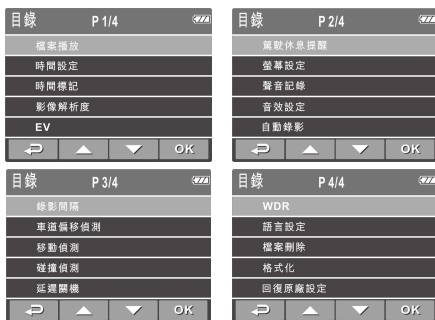 目錄 P 1/4
檔案播放
時間設定
時間標記
影像解析度
EV
OK
目錄 P 2/4
駕駛休息提醒
螢幕設定
聲音記錄
音效設定
自動錄影
OK
目錄 P 3/4
錄影間隔
車道偏移偵測
移動偵測
碰撞偵測
延遲關機
OK
目錄 P 4/4
WDR
語言設定
檔案刪除
格式化
回復原廠設定
OK